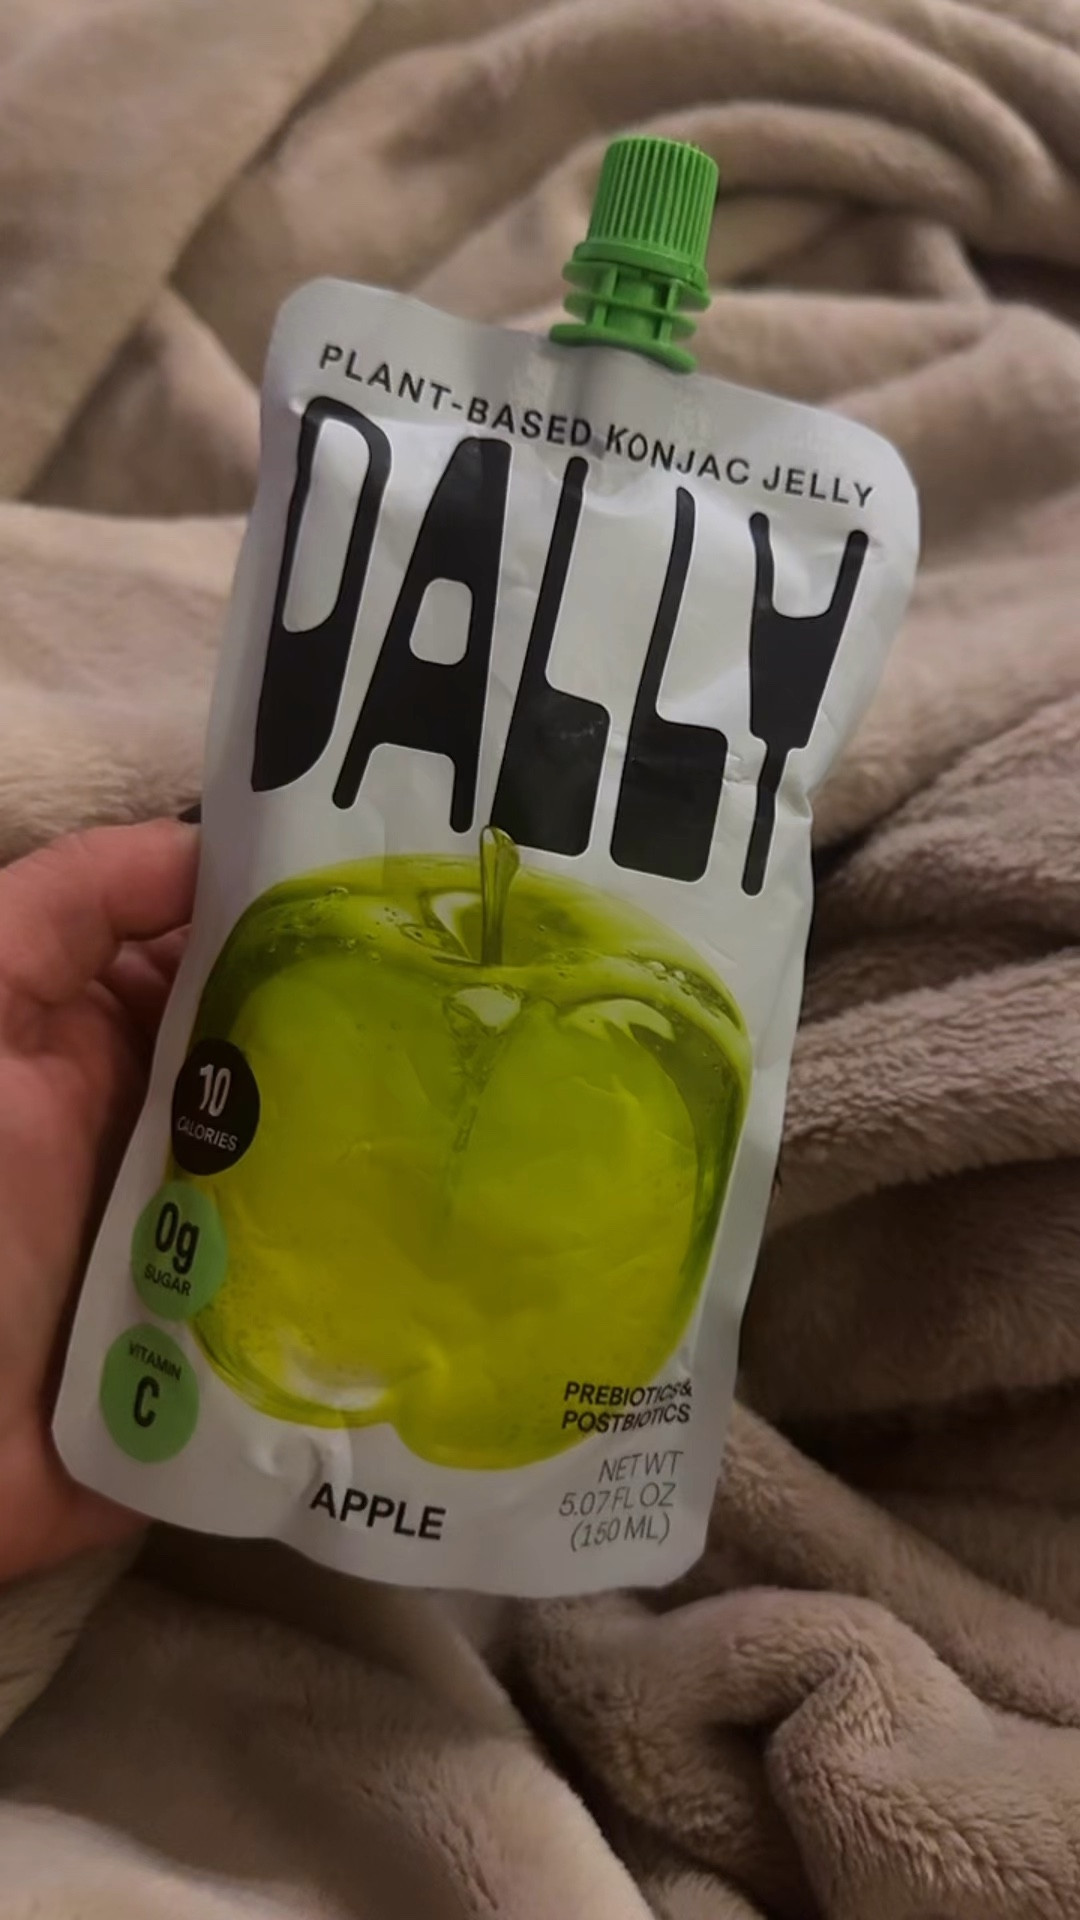 PLANT-BASED KONJAC JELLY
DALLY
10
CALORIES
0g
SUGAR
VITAMIN
C
PREBIOTICS&
POSTBIOTICS
NET WT
5.07 FL OZ
(150 ML)
APPLE